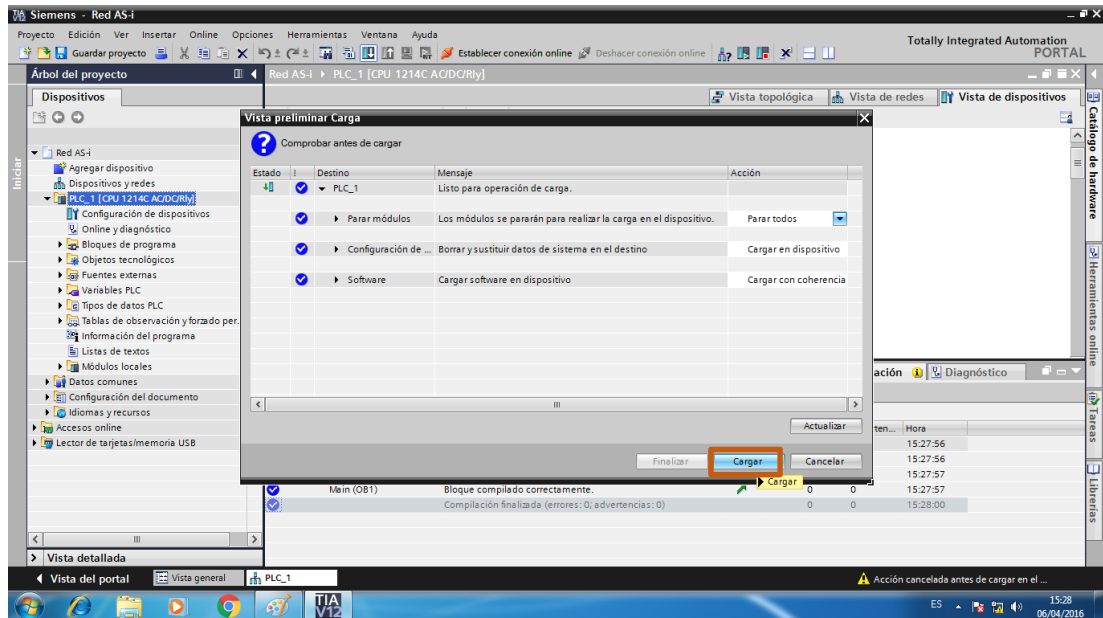 Siemens - Red AS-i
Proyecto Edición Ver Insertar Online Opciones Herramientas Ventana Ayuda
Guardar proyecto Establecer conexión online Deshacer conexión online
Totally Integrated Automation
PORTAL
Árbol del proyecto
Red AS-i PLC_1 [CPU 1214C AC/DC/Rly]
Dispositivos
Vista topológica Vista de redes Vista de dispositivos
Iniciar
Red AS-i
Agregar dispositivo
Dispositivos y redes
PLC_1 [CPU 1214C AC/DC/Rly]
Configuración de dispositivos
Online y diagnóstico
Bloques de programa
Objetos tecnológicos
Fuentes externas
Variables PLC
Tipos de datos PLC
Tablas de observación y forzado per.
Información del programa
Listas de textos
Módulos locales
Datos comunes
Configuración del documento
Idiomas y recursos
Accesos online
Lector de tarjetas/memoria USB
Vista preliminar Carga
Comprobar antes de cargar
Estado ! Destino Mensaje Acción
PLC_1 Listo para operación de carga.
Parar módulos Los módulos se pararán para realizar la carga en el dispositivo. Parar todos
Configuración de ... Borrar y sustituir datos de sistema en el destino Cargar en dispositivo
Software Cargar software en dispositivo Cargar con coherencia
Actualizar
Finalizar Cargar Cancelar
Cargar
ación Diagnóstico
ten... Hora
15:27:56
15:27:56
15:27:57
Main (OB1) Bloque compilado correctamente. 0 0 15:27:57
Compilación finalizada (errores: 0; advertencias: 0) 0 0 15:28:00
Catálogo de hardware
Herramientas online
Tareas
Librerías
Vista detallada
Vista del portal Vista general PLC_1
Acción cancelada antes de cargar en el ...
TIA
V12
ES
15:28
06/04/2016